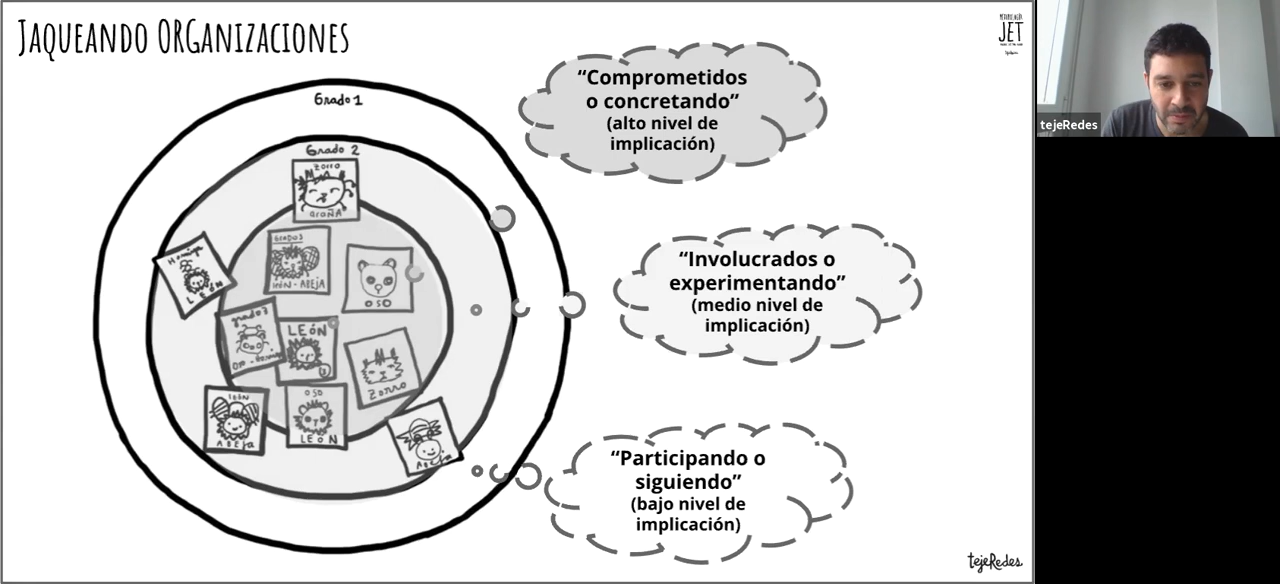 JAQUEANDO ORGANIZACIONES
JET
tejeRedes
Grado 1
“Comprometidos
o concretando”
(alto nivel de
implicación)
Grado 2
ZORRO
ARAÑA
Hormiga
LEÓN
GRADO 3
LEÓN - ABEJA
OSO
“Involucrados o
experimentando”
(medio nivel de
implicación)
grado 3
LEÓN
Zorro
LEÓN
ABEja
OSO
LEÓN
Abeja
“Participando o
siguiendo”
(bajo nivel de
implicación)
tejeRedes